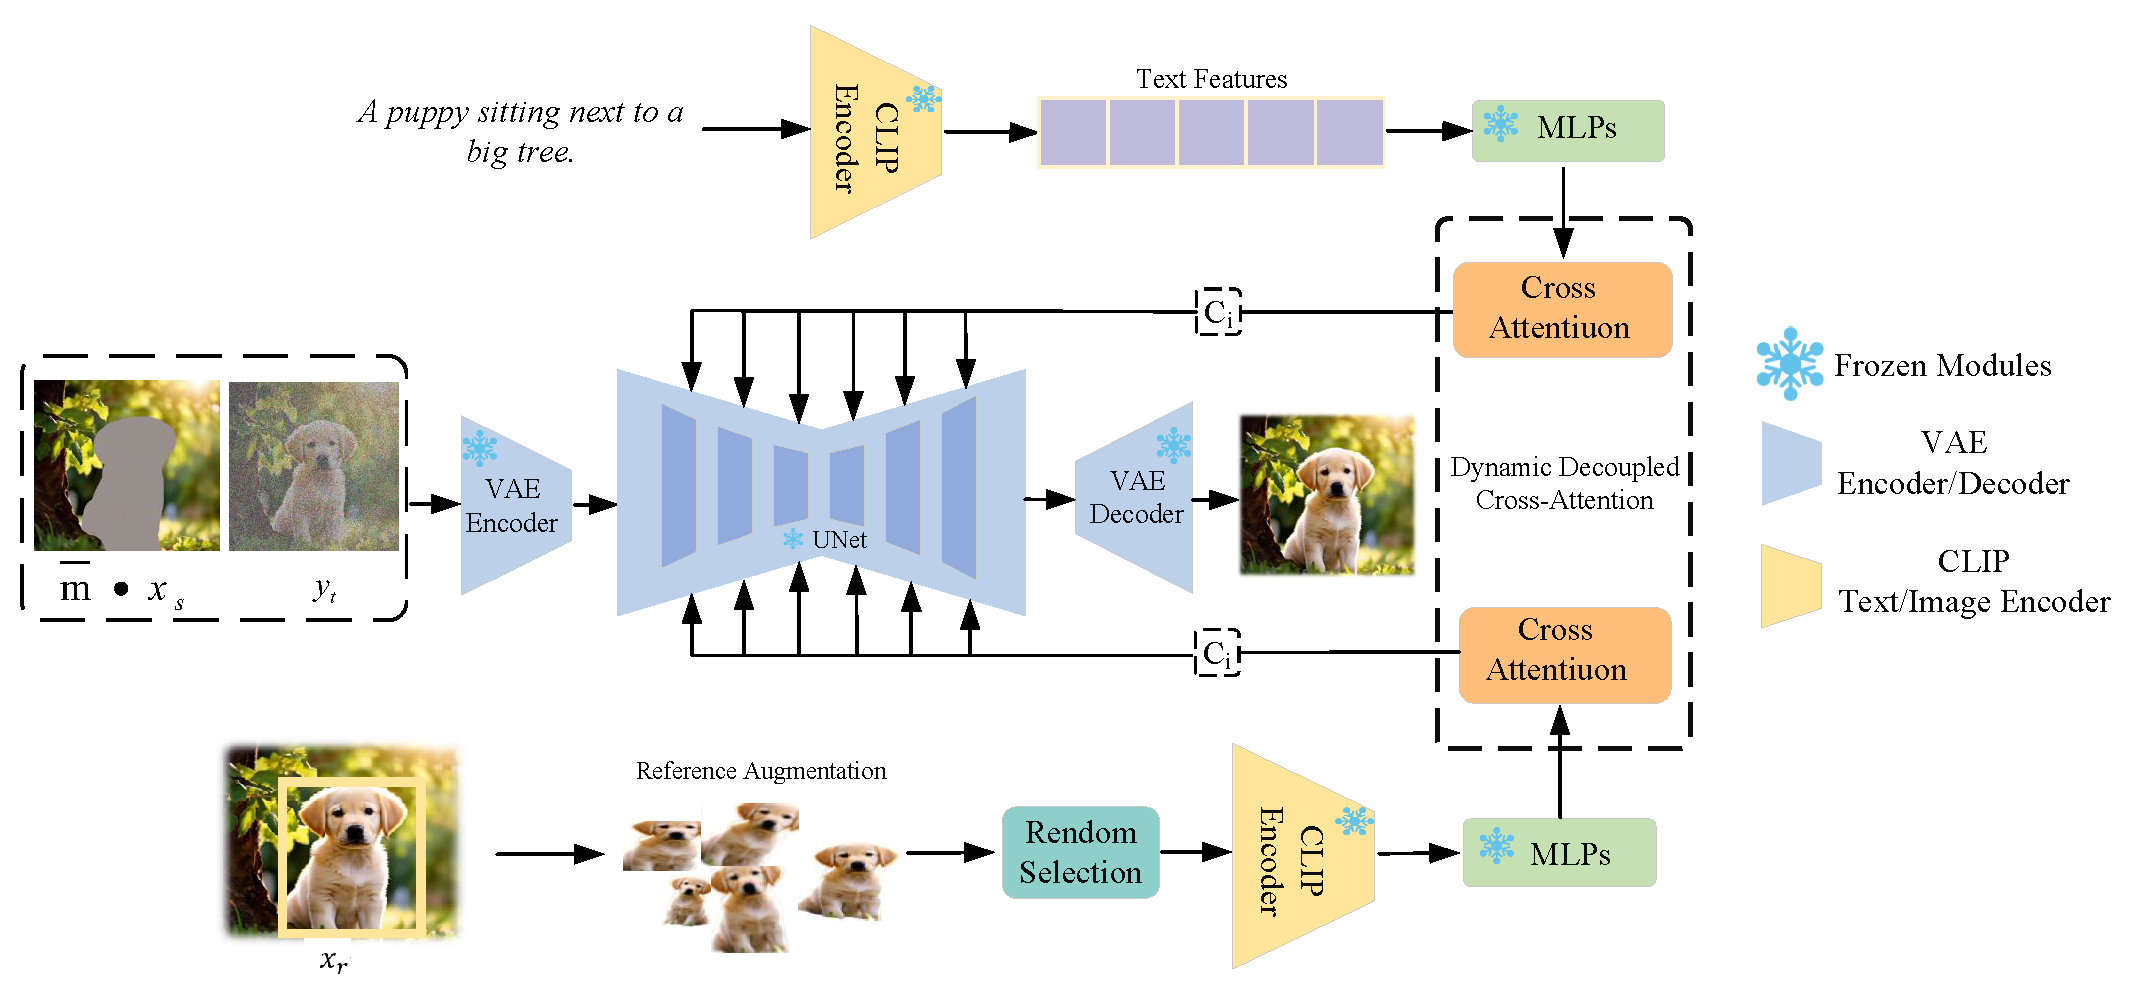 A puppy sitting next to a
big tree.
CLIP
Encoder
Text Features
MLPs
Cross
Attentiuon
C_i
Frozen Modules
VAE
Encoder/Decoder
CLIP
Text/Image Encoder
Dynamic Decoupled
Cross-Attention
VAE
Encoder
UNet
VAE
Decoder
m̅ • x_s
y_t
C_i
Cross
Attentiuon
Reference Augmentation
Rendom
Selection
CLIP
Encoder
MLPs
x_r